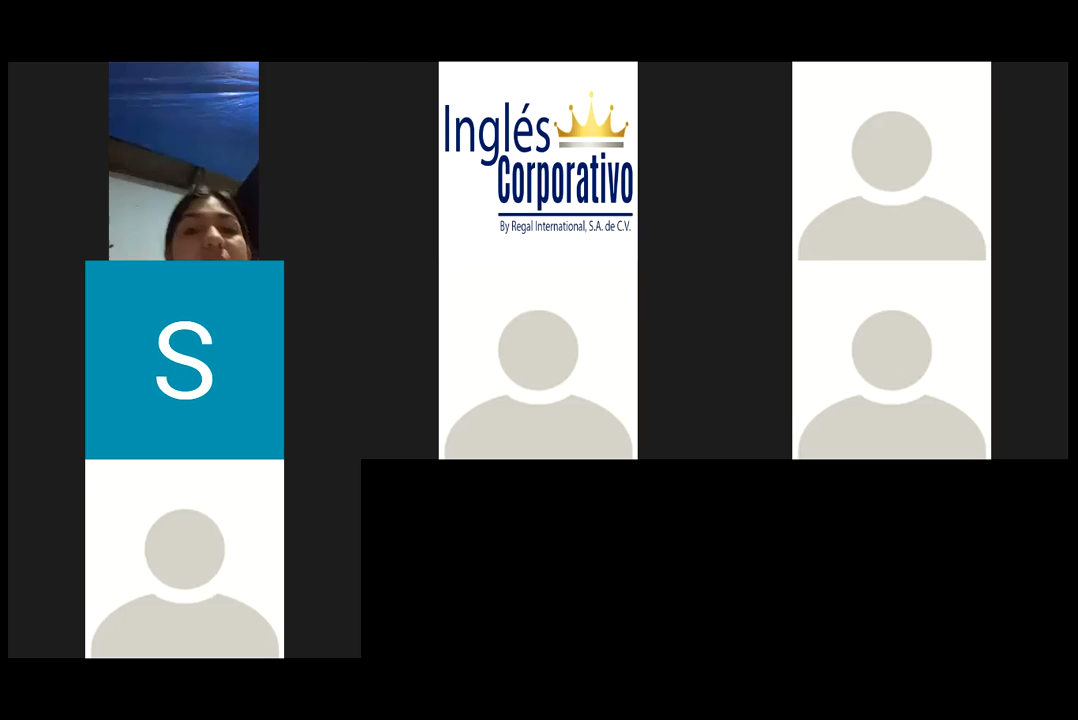 Inglés
Corporativo
By Regal International, S.A. de C.V.
S